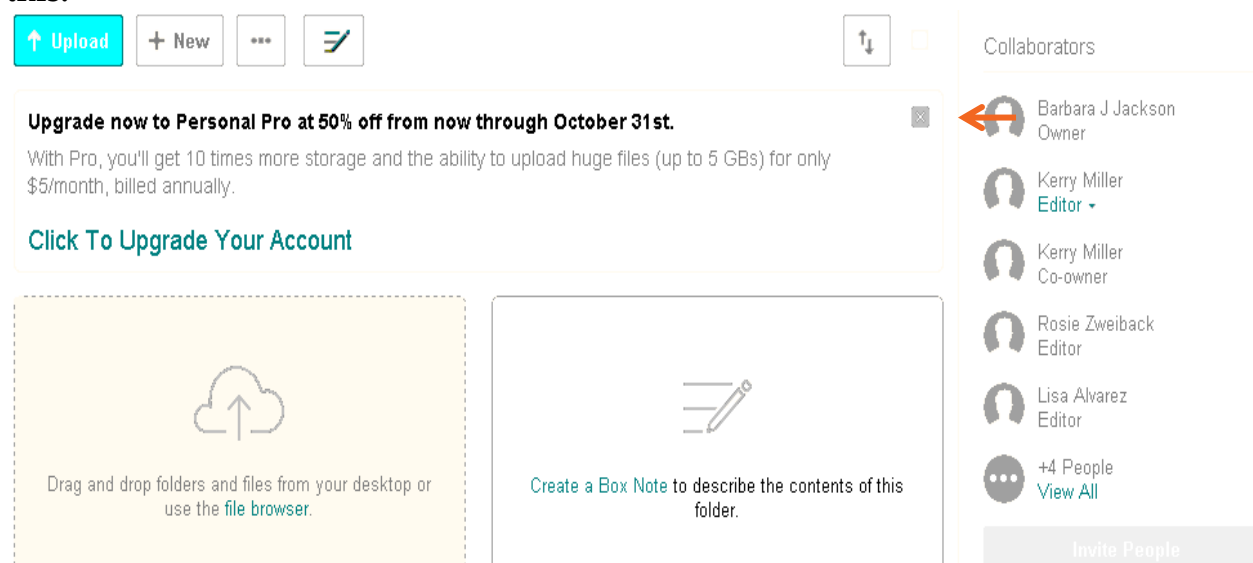 this.
Upload
New
Collaborators
Upgrade now to Personal Pro at 50% off from now through October 31st.
With Pro, you'll get 10 times more storage and the ability to upload huge files (up to 5 GBs) for only
$5/month, billed annually.
Click To Upgrade Your Account
Drag and drop folders and files from your desktop or
use the file browser.
Create a Box Note to describe the contents of this
folder.
Barbara J Jackson
Owner
Kerry Miller
Editor
Kerry Miller
Co-owner
Rosie Zweiback
Editor
Lisa Alvarez
Editor
+4 People
View All
Invite People